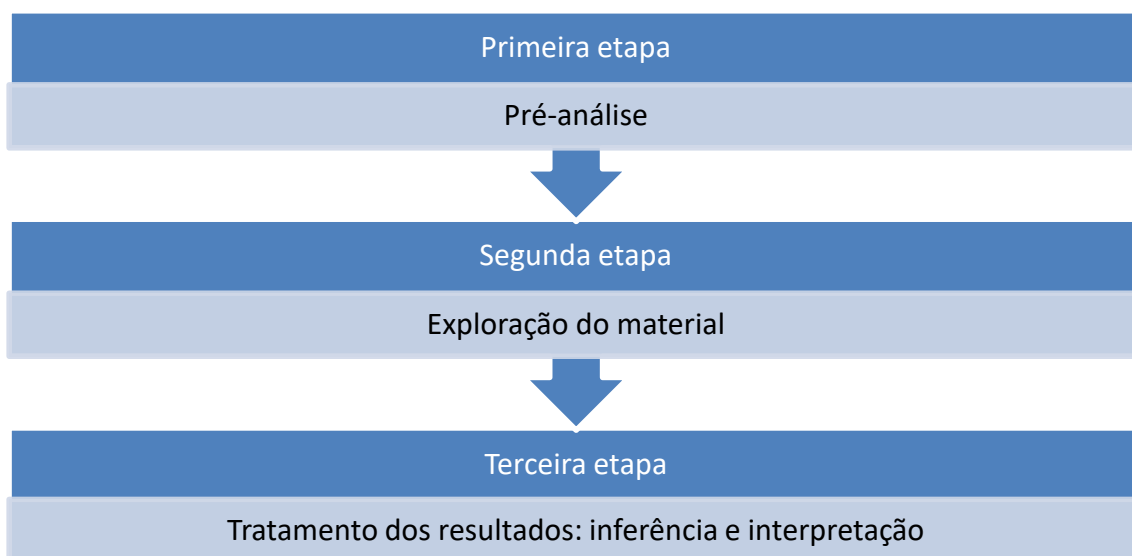 Primeira etapa
Pré-análise
Segunda etapa
Exploração do material
Terceira etapa
Tratamento dos resultados: inferência e interpretação